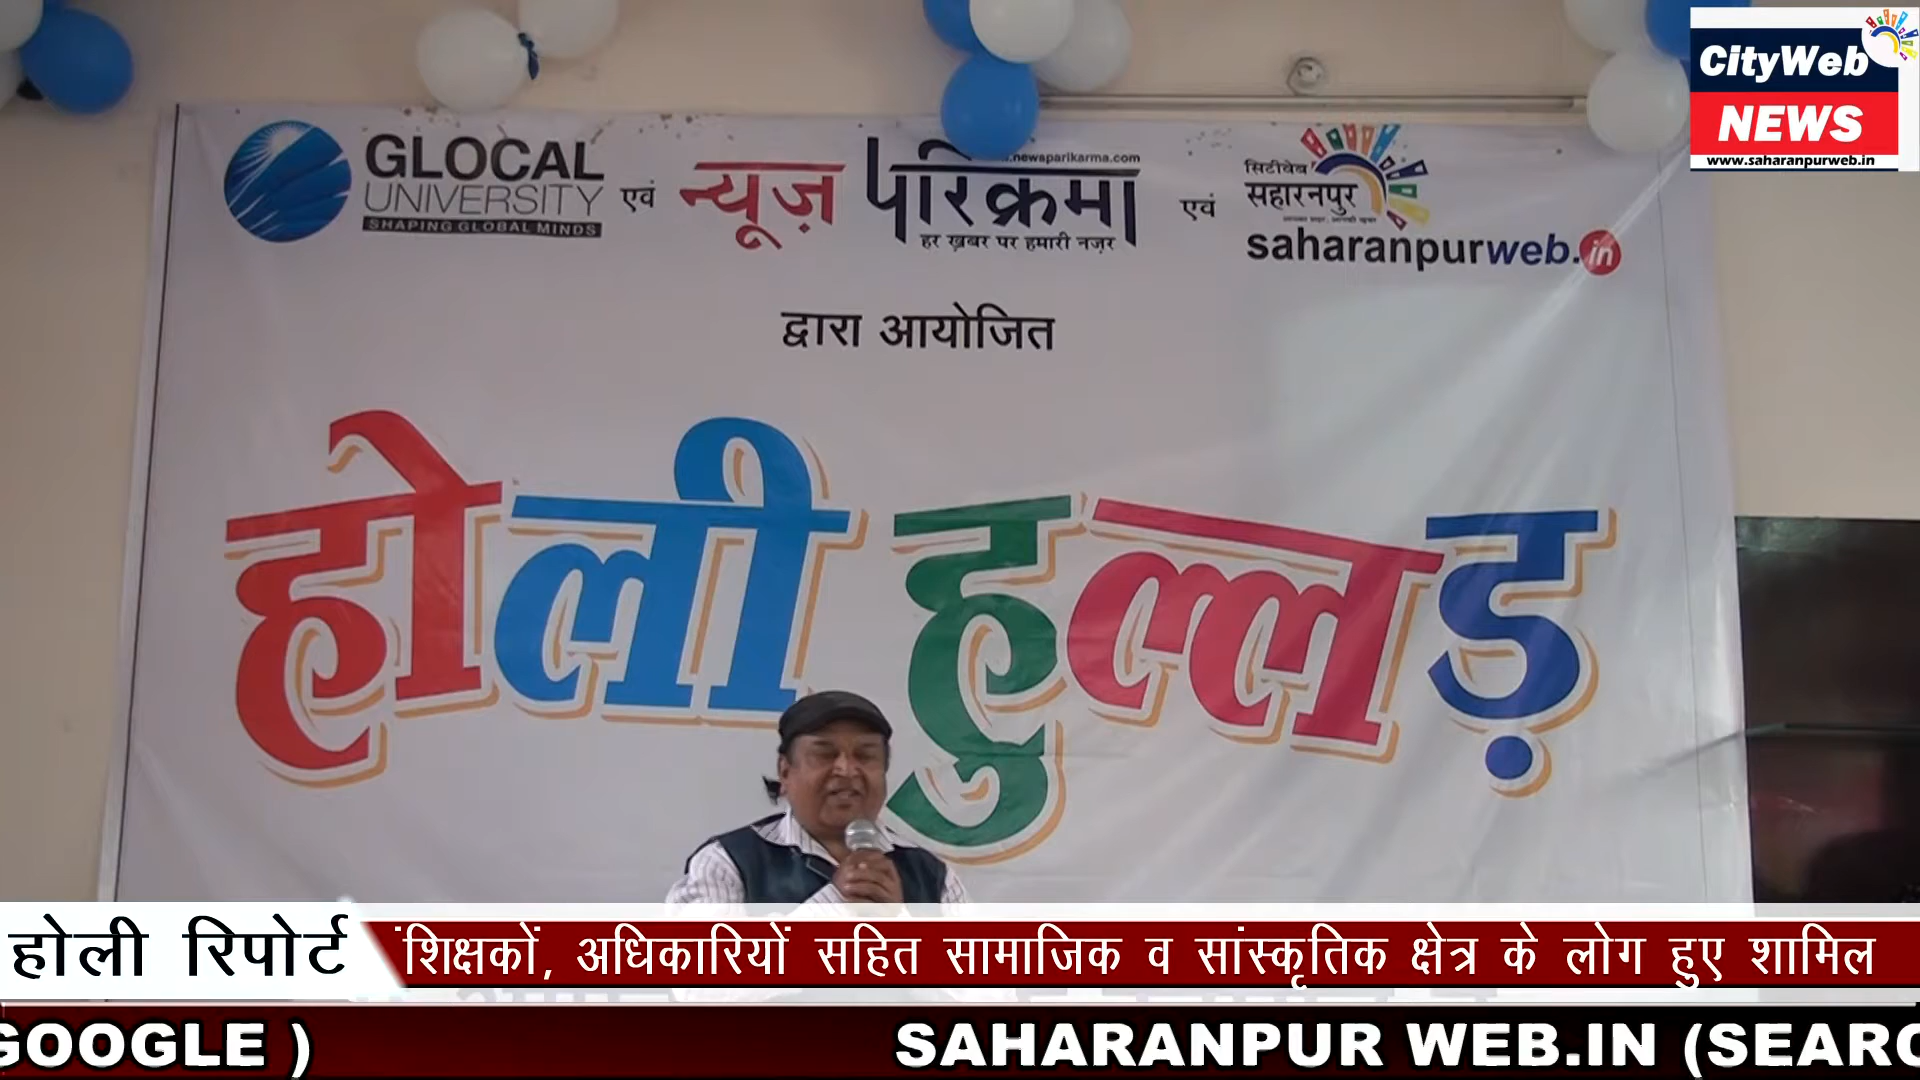 CityWeb
NEWS
www.saharanpurweb.in
GLOCAL
UNIVERSITY
SHAPING GLOBAL MINDS
एवं
न्यूज़ परिक्रमा
.newsparikarma.com
हर ख़बर पर हमारी नज़र
एवं
सिटीवेब
सहारनपुर
saharanpurweb.in
द्वारा आयोजित
होली हुल्लड़
होली रिपोर्ट
शिक्षकों, अधिकारियों सहित सामाजिक व सांस्कृतिक क्षेत्र के लोग हुए शामिल
GOOGLE ) SAHARANPUR WEB.IN (SEARC